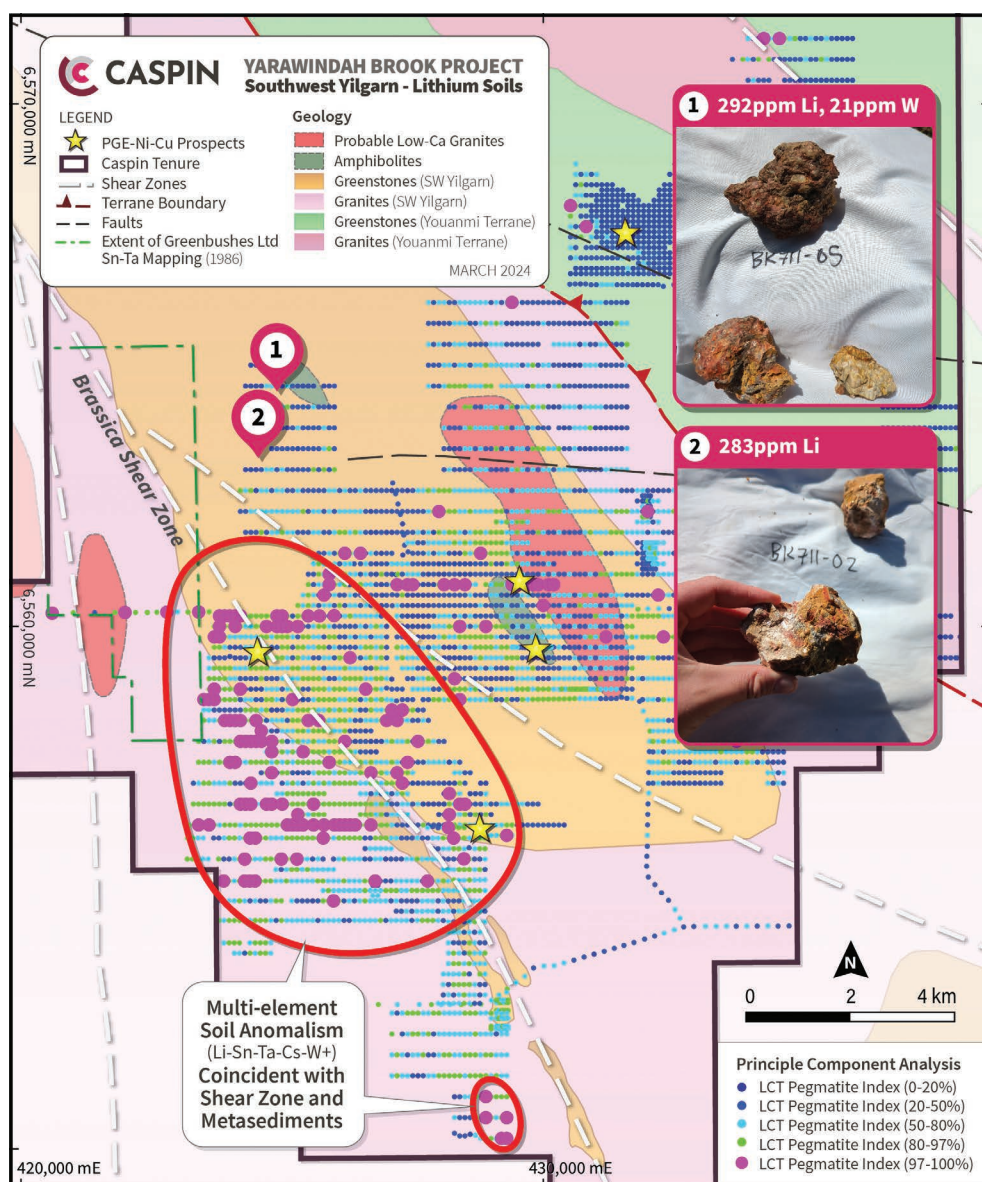 CASPIN
YARAWINDAH BROOK PROJECT
Southwest Yilgarn - Lithium Soils
LEGEND
PGE-Ni-Cu Prospects
Caspin Tenure
Shear Zones
Terrane Boundary
Faults
Extent of Greenbushes Ltd
Sn-Ta Mapping (1986)
Geology
Probable Low-Ca Granites
Amphibolites
Greenstones (SW Yilgarn)
Granites (SW Yilgarn)
Greenstones (Youanmi Terrane)
Granites (Youanmi Terrane)
MARCH 2024
1 292ppm Li, 21ppm W
BK711-05
2 283ppm Li
BK711-02
6,570,000 mN
6,560,000 mN
1
2
Brassica Shear Zone
Multi-element
Soil Anomalism
(Li-Sn-Ta-Cs-W+)
Coincident with
Shear Zone and
Metasediments
N
0 2 4 km
Principle Component Analysis
LCT Pegmatite Index (0-20%)
LCT Pegmatite Index (20-50%)
LCT Pegmatite Index (50-80%)
LCT Pegmatite Index (80-97%)
LCT Pegmatite Index (97-100%)
420,000 mE
430,000 mE